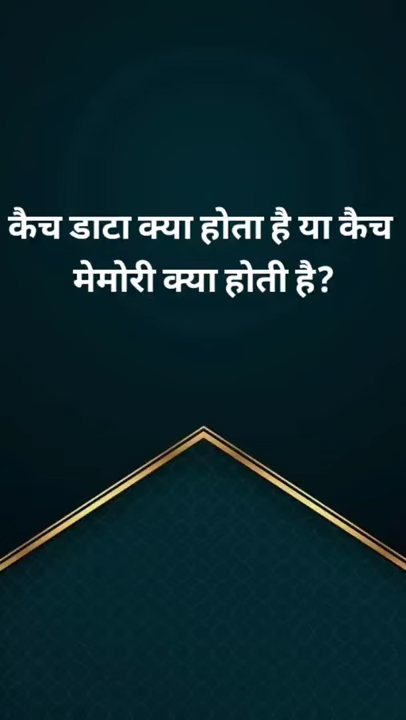 कैच डाटा क्या होता है या कैच
मेमोरी क्या होती है?